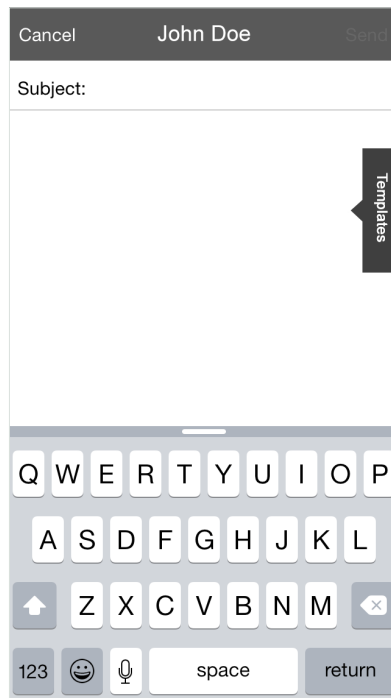 Cancel John Doe Send
Subject:
Templates
Q W E R T Y U I O P
A S D F G H J K L
Z X C V B N M
123 space return